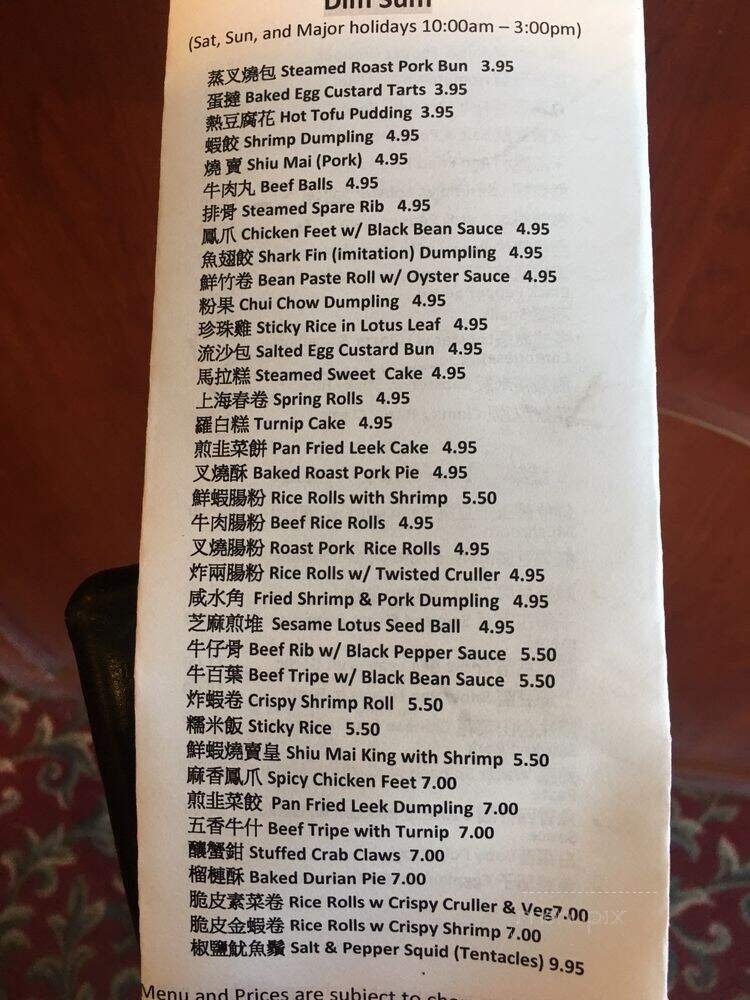 Dim Sum
(Sat, Sun, and Major holidays 10:00am – 3:00pm)
蒸叉燒包 Steamed Roast Pork Bun 3.95
蛋撻 Baked Egg Custard Tarts 3.95
熱豆腐花 Hot Tofu Pudding 3.95
蝦餃 Shrimp Dumpling 4.95
燒 賣 Shiu Mai (Pork) 4.95
牛肉丸 Beef Balls 4.95
排骨 Steamed Spare Rib 4.95
鳳爪 Chicken Feet w/ Black Bean Sauce 4.95
魚翅餃 Shark Fin (imitation) Dumpling 4.95
鮮竹卷 Bean Paste Roll w/ Oyster Sauce 4.95
粉果 Chui Chow Dumpling 4.95
珍珠雞 Sticky Rice in Lotus Leaf 4.95
流沙包 Salted Egg Custard Bun 4.95
馬拉糕 Steamed Sweet Cake 4.95
上海春卷 Spring Rolls 4.95
羅白糕 Turnip Cake 4.95
煎韭菜餅 Pan Fried Leek Cake 4.95
叉燒酥 Baked Roast Pork Pie 4.95
鮮蝦腸粉 Rice Rolls with Shrimp 5.50
牛肉腸粉 Beef Rice Rolls 4.95
叉燒腸粉 Roast Pork Rice Rolls 4.95
炸兩腸粉 Rice Rolls w/ Twisted Cruller 4.95
咸水角 Fried Shrimp & Pork Dumpling 4.95
芝麻煎堆 Sesame Lotus Seed Ball 4.95
牛仔骨 Beef Rib w/ Black Pepper Sauce 5.50
牛百葉 Beef Tripe w/ Black Bean Sauce 5.50
炸蝦卷 Crispy Shrimp Roll 5.50
糯米飯 Sticky Rice 5.50
鮮蝦燒賣皇 Shiu Mai King with Shrimp 5.50
麻香鳳爪 Spicy Chicken Feet 7.00
煎韭菜餃 Pan Fried Leek Dumpling 7.00
五香牛什 Beef Tripe with Turnip 7.00
釀蟹鉗 Stuffed Crab Claws 7.00
榴槤酥 Baked Durian Pie 7.00
脆皮素菜卷 Rice Rolls w Crispy Cruller & Veg7.00
脆皮金蝦卷 Rice Rolls w Crispy Shrimp 7.00
椒鹽魷魚鬚 Salt & Pepper Squid (Tentacles) 9.95
Menu and Prices are subject to